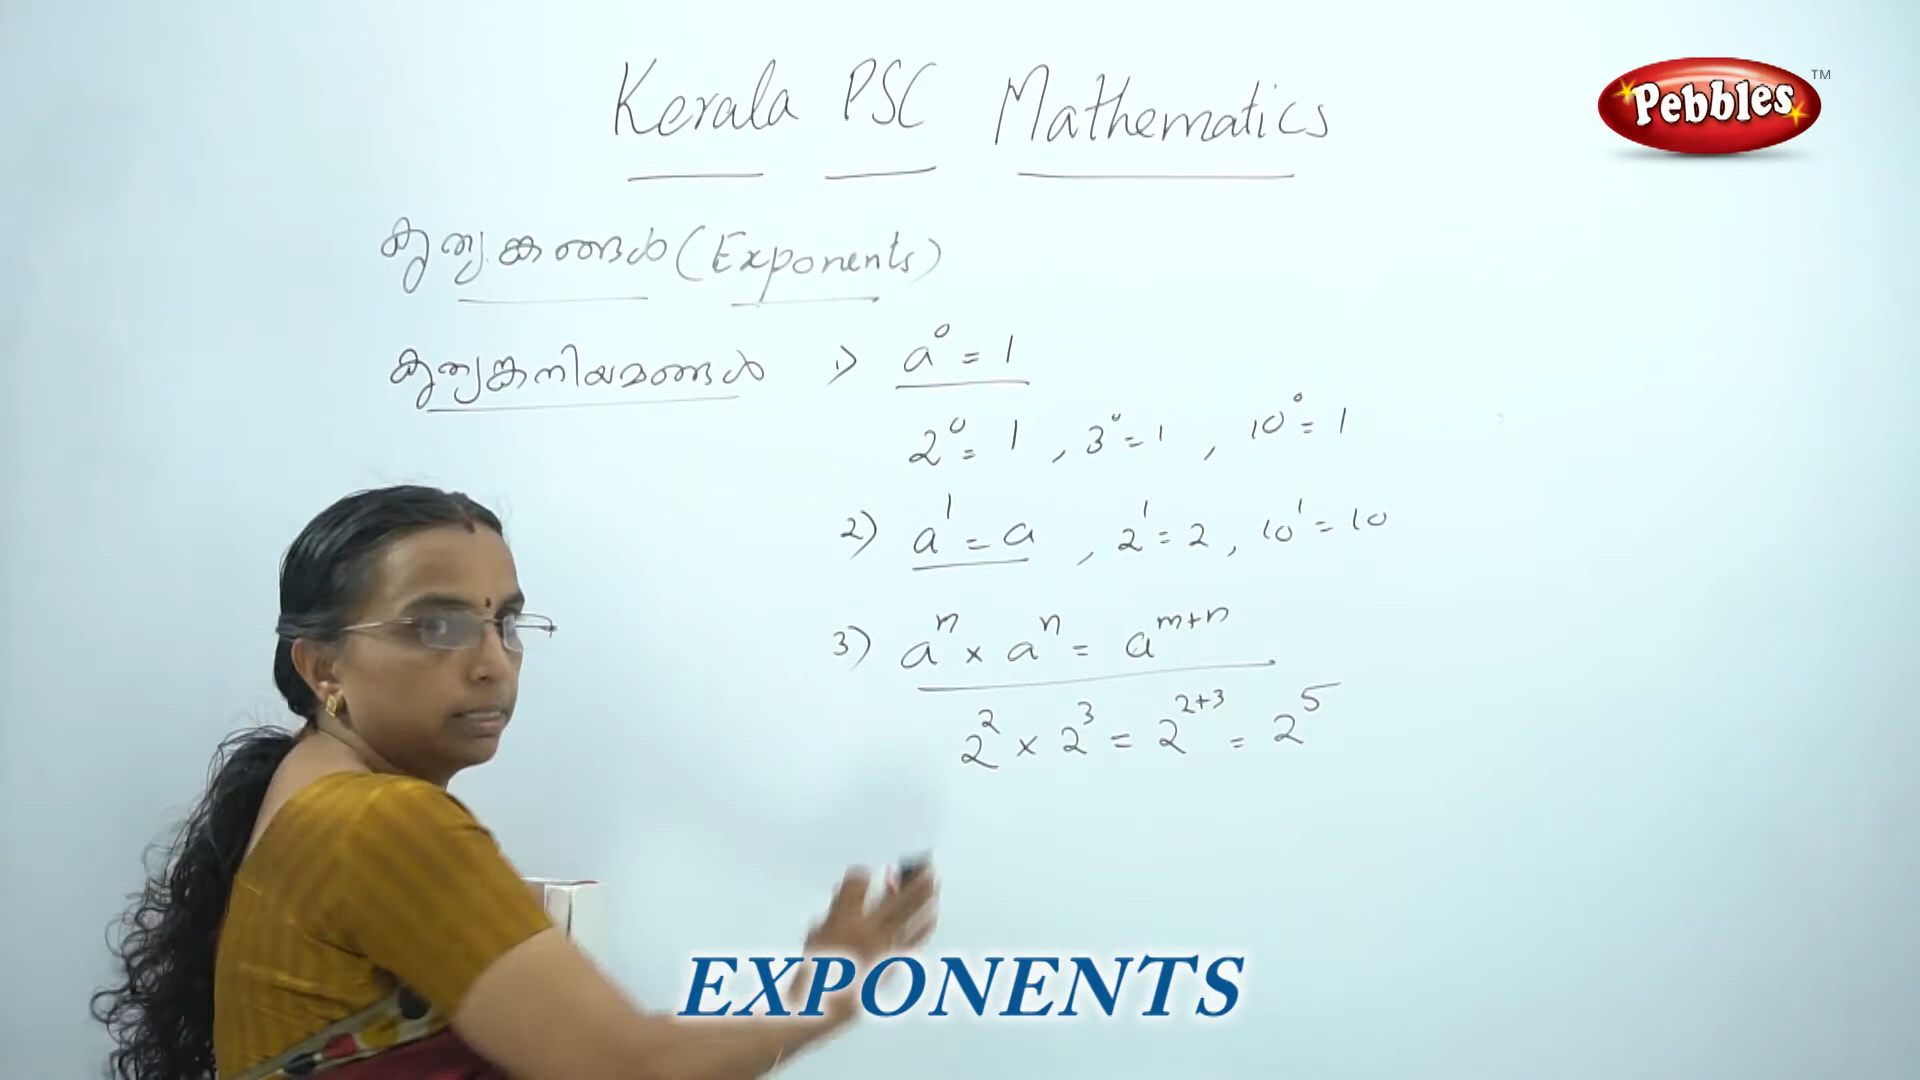 Kerala PSC Mathematics
Pebbles TM
കൃത്യങ്കങ്ങൾ (Exponents)
കൃത്യങ്കനിയമങ്ങൾ 1) a⁰ = 1
2⁰ = 1 , 3⁰ = 1 , 10⁰ = 1
2) a¹ = a , 2¹ = 2 , 10¹ = 10
3) aⁿ × aⁿ = aᵐ⁺ⁿ
2² × 2³ = 2²⁺³ = 2⁵
EXPONENTS